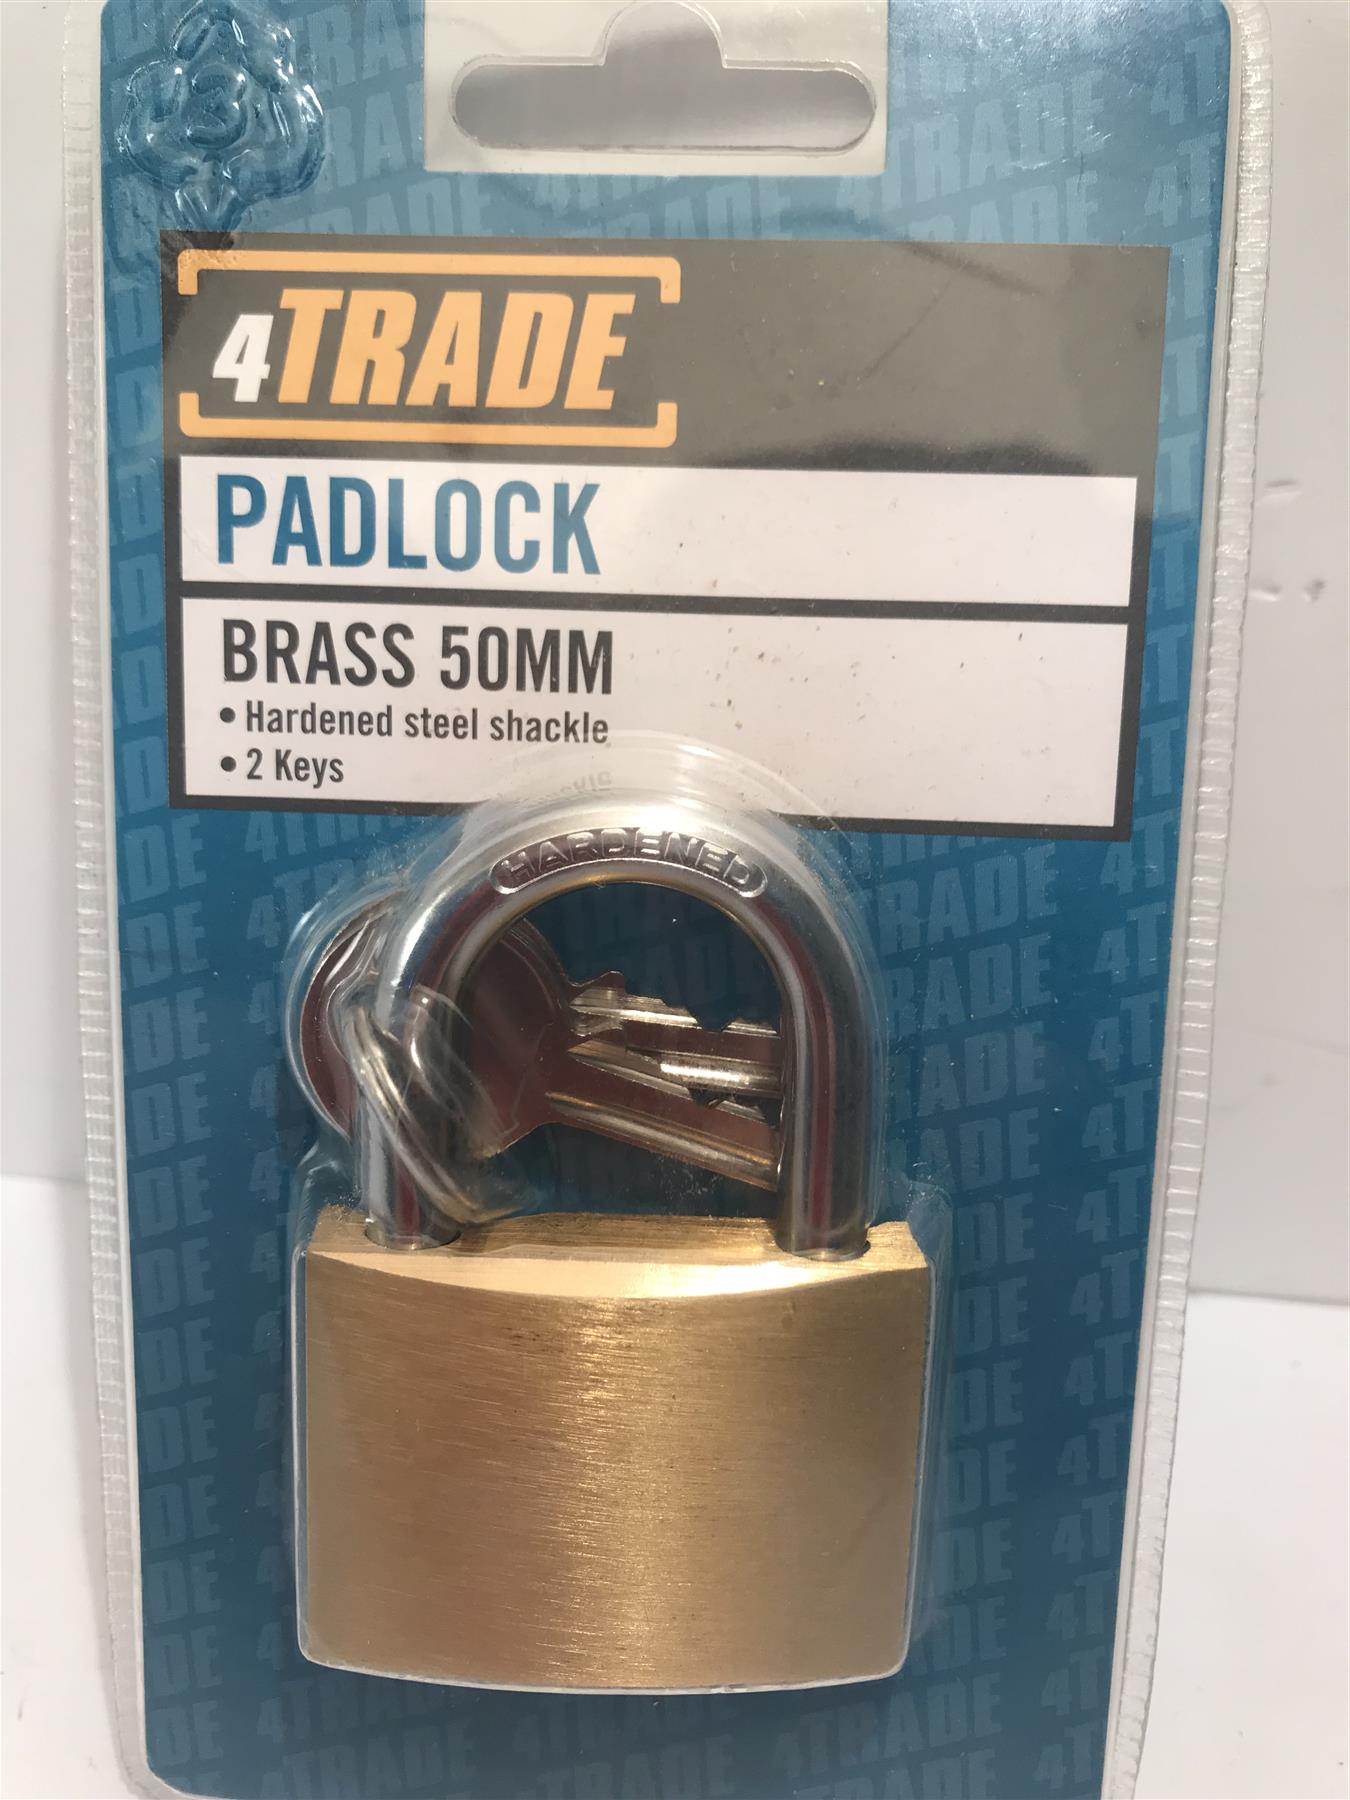 4TRADE
PADLOCK
BRASS 50MM
• Hardened steel shackle
• 2 Keys
HARDENED